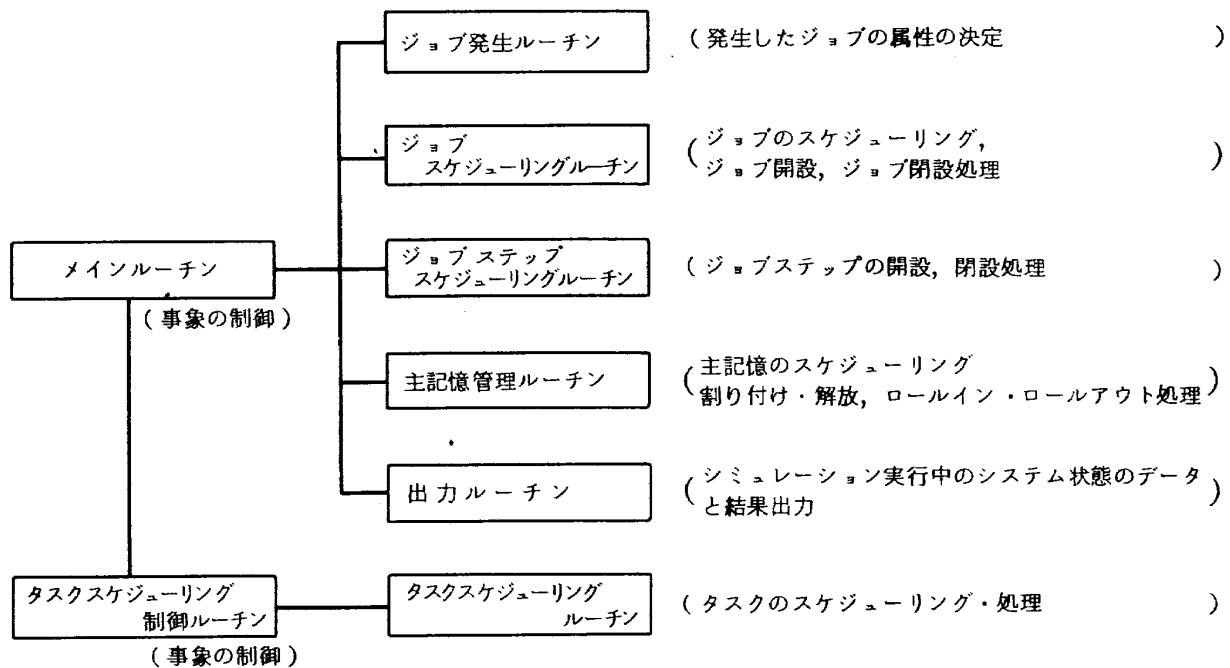 ジョブ発生ルーチン
(発生したジョブの属性の決定)
ジョブ
スケジューリングルーチン
(ジョブのスケジューリング,
ジョブ開設, ジョブ閉設処理)
メインルーチン
(事象の制御)
ジョブステップ
スケジューリングルーチン
(ジョブステップの開設, 閉設処理)
主記憶管理ルーチン
(主記憶のスケジューリング
割り付け・解放, ロールイン・ロールアウト処理)
出力ルーチン
(シミュレーション実行中のシステム状態のデータ
と結果出力)
タスクスケジューリング
制御ルーチン
(事象の制御)
タスクスケジューリング
ルーチン
(タスクのスケジューリング・処理)